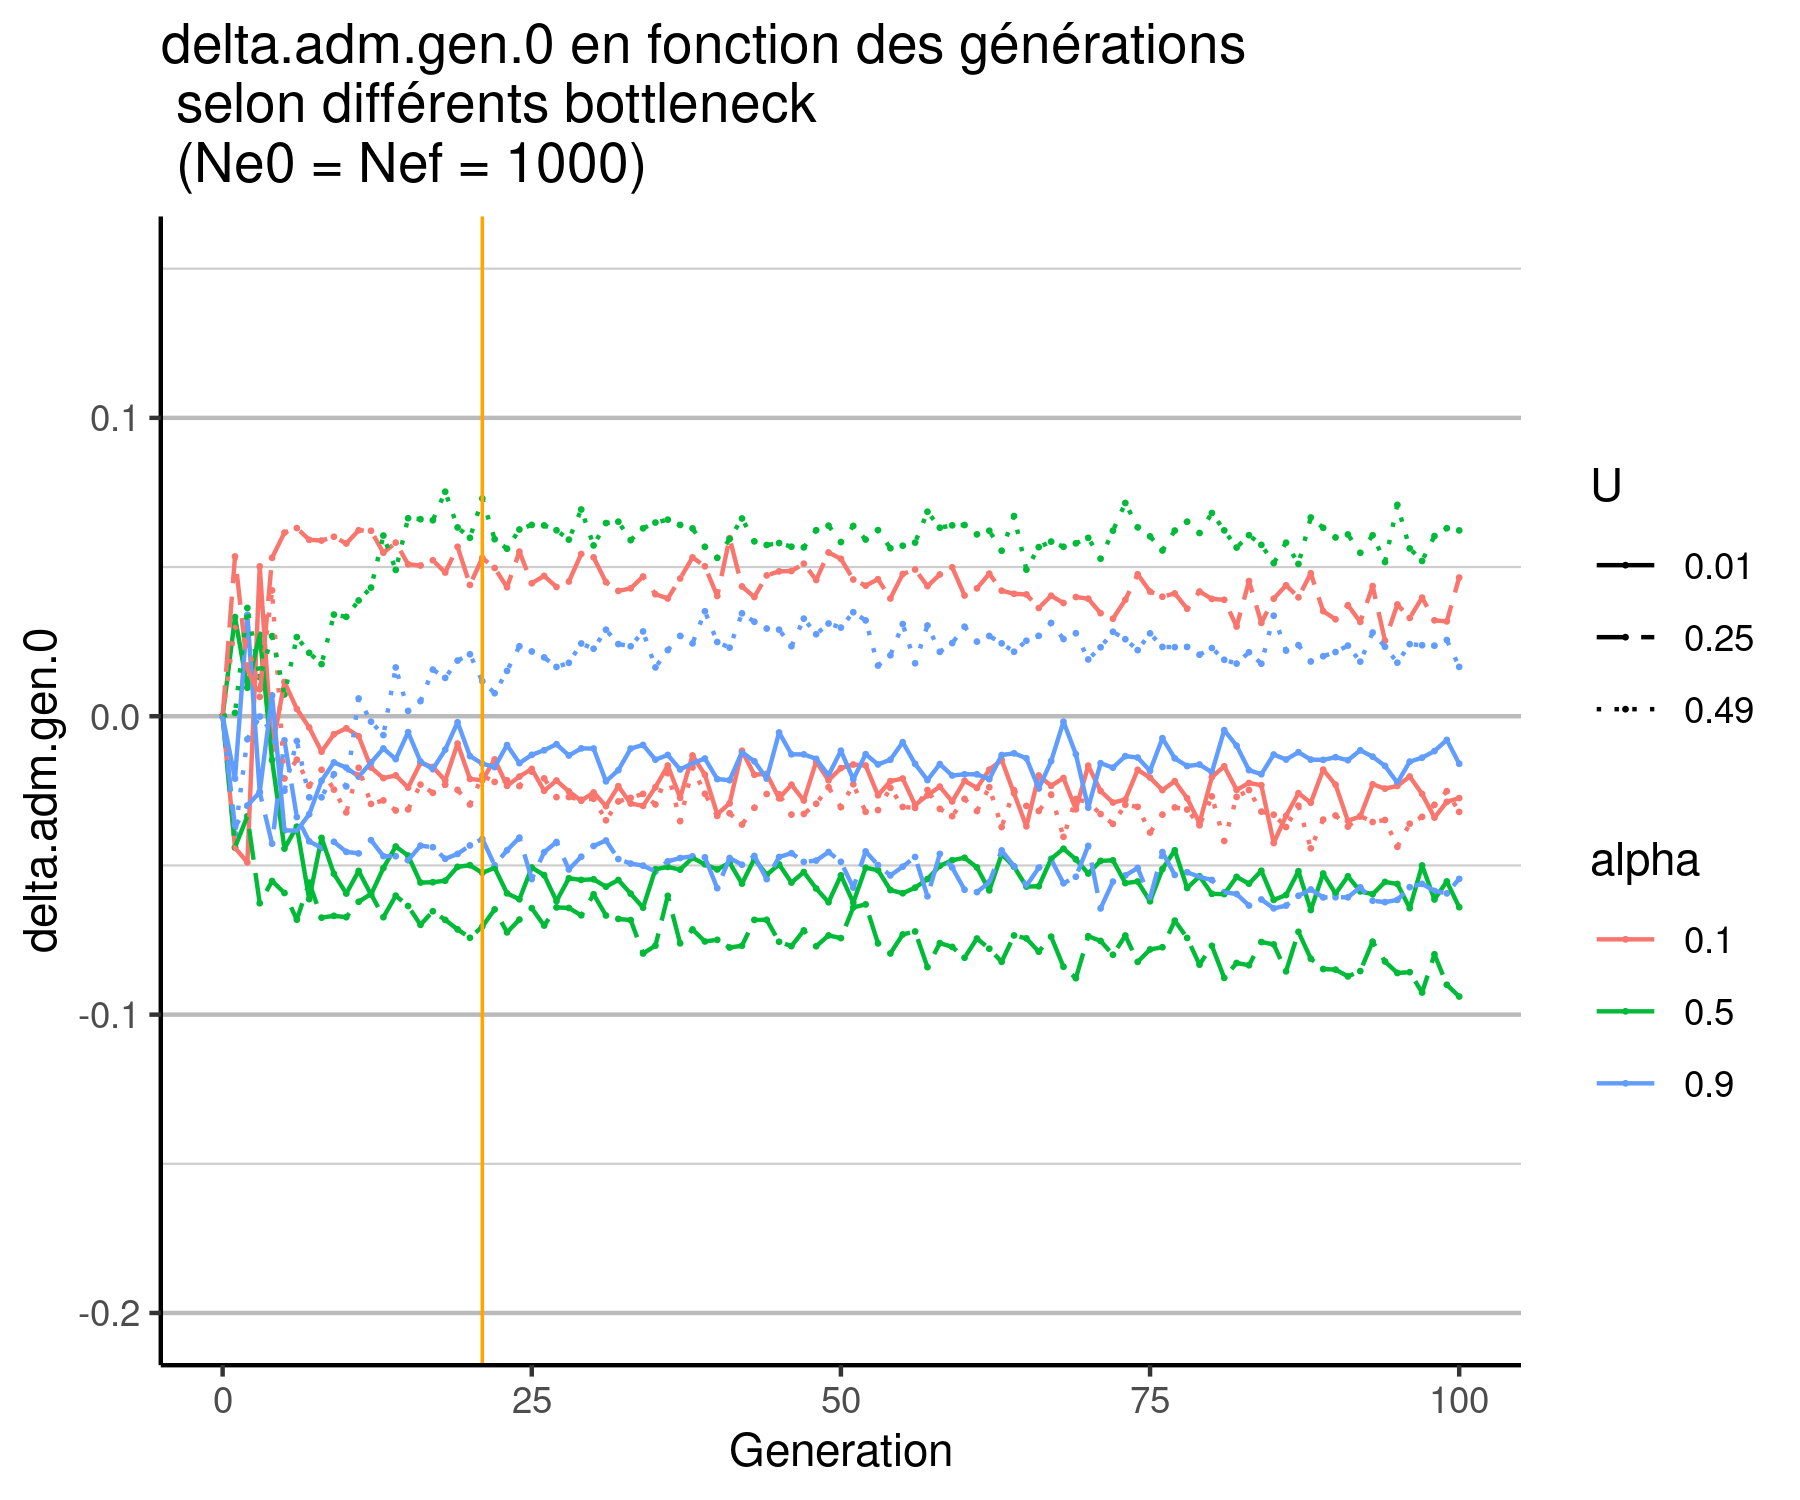 delta.adm.gen.0 en fonction des générations
selon différents bottleneck
(Ne0 = Nef = 1000)
delta.adm.gen.0
0.1
0.0
-0.1
-0.2
0
25
50
75
100
Generation
U
0.01
0.25
0.49
alpha
0.1
0.5
0.9